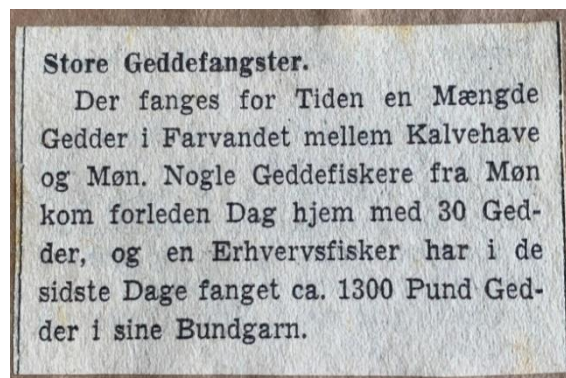 Store Geddefangster.
Der fanges for Tiden en Mængde
Gedder i Farvandet mellem Kalvehave
og Møn. Nogle Geddefiskere fra Møn
kom forleden Dag hjem med 30 Ged-
der, og en Erhvervsfisker har i de
sidste Dage fanget ca. 1300 Pund Ged-
der i sine Bundgarn.